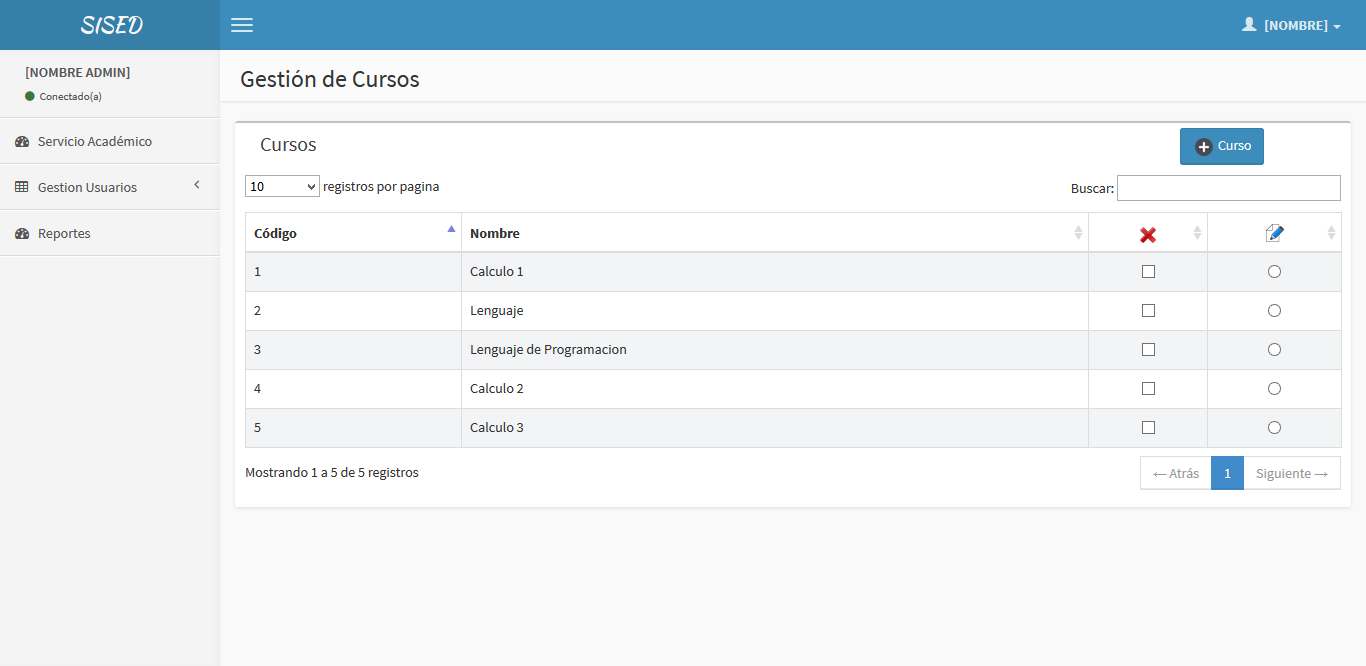 SISED
[NOMBRE]
[NOMBRE ADMIN]
Conectado(a)
Servicio Académico
Gestion Usuarios
Reportes
Gestión de Cursos
Cursos
Curso
10 registros por pagina
Buscar:
Código Nombre
1 Calculo 1
2 Lenguaje
3 Lenguaje de Programacion
4 Calculo 2
5 Calculo 3
Mostrando 1 a 5 de 5 registros
← Atrás 1 Siguiente →